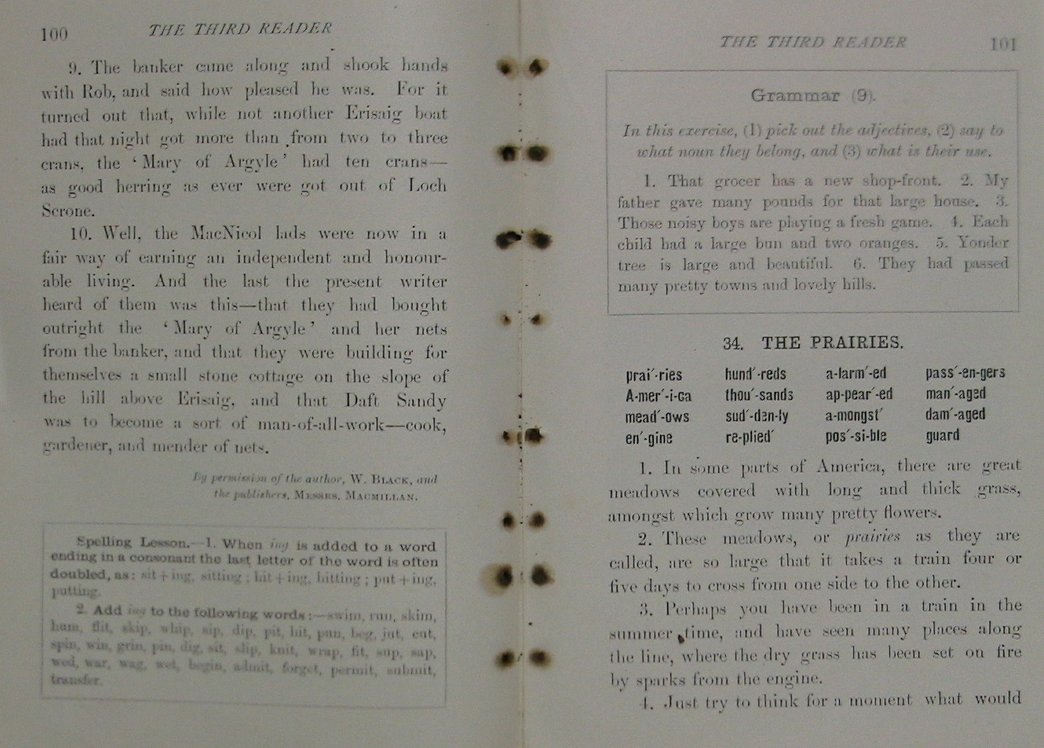 100 THE THIRD READER
9. The banker came along and shook hands
with Rob, and said how pleased he was. For it
turned out that, while not another Erisaig boat
had that night got more than from two to three
crans, the ‘Mary of Argyle’ had ten crans—
as good herring as ever were got out of Loch
Scrone.
10. Well, the MacNicol lads were now in a
fair way of earning an independent and honour-
able living. And the last the present writer
heard of them was this—that they had bought
outright the ‘Mary of Argyle’ and her nets
from the banker, and that they were building for
themselves a small stone cottage on the slope of
the hill above Erisaig, and that Daft Sandy
was to become a sort of man-of-all-work—cook,
gardener, and mender of nets.
By permission of the author, W. BLACK, and
the publishers, MESSRS. MACMILLAN.
Spelling Lesson.—1. When ing is added to a word
ending in a consonant the last letter of the word is often
doubled, as: sit + ing, sitting; hit + ing, hitting; put + ing,
putting.
2. Add ing to the following words:—swim, run, skim,
hum, flit, skip, whip, sip, dip, pit, hit, pun, beg, jut, cut,
spin, win, grin, pin, dig, sit, slip, knit, wrap, fit, sup, sap,
wed, war, wag, wet, begin, admit, forget, permit, submit,
transfer.
THE THIRD READER 101
Grammar (9).
In this exercise, (1) pick out the adjectives, (2) say to
what noun they belong, and (3) what is their use.
1. That grocer has a new shop-front. 2. My
father gave many pounds for that large house. 3.
Those noisy boys are playing a fresh game. 4. Each
child had a large bun and two oranges. 5. Yonder
tree is large and beautiful. 6. They had passed
many pretty towns and lovely hills.
34. THE PRAIRIES.
prai′-ries hund′-reds a-larm′-ed pass′-en-gers
A-mer′-i-ca thou′-sands ap-pear′-ed man′-aged
mead′-ows sud′-den-ly a-mongst′ dam′-aged
en′-gine re-plied′ pos′-si-ble guard
1. In some parts of America, there are great
meadows covered with long and thick grass,
amongst which grow many pretty flowers.
2. These meadows, or prairies as they are
called, are so large that it takes a train four or
five days to cross from one side to the other.
3. Perhaps you have been in a train in the
summer time, and have seen many places along
the line, where the dry grass has been set on fire
by sparks from the engine.
4. Just try to think for a moment what would